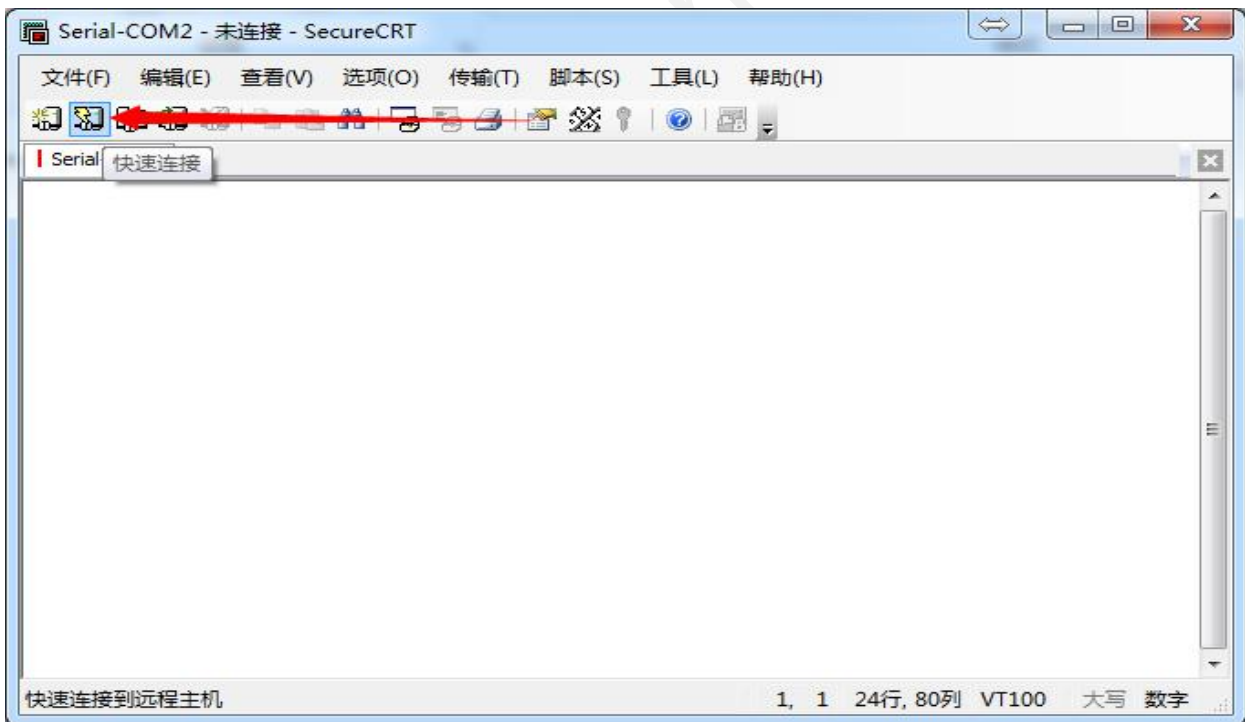 Serial-COM2 - 未连接 - SecureCRT
文件(F) 编辑(E) 查看(V) 选项(O) 传输(T) 脚本(S) 工具(L) 帮助(H)
Serial
快速连接
快速连接到远程主机 1, 1 24行, 80列 VT100 大写 数字